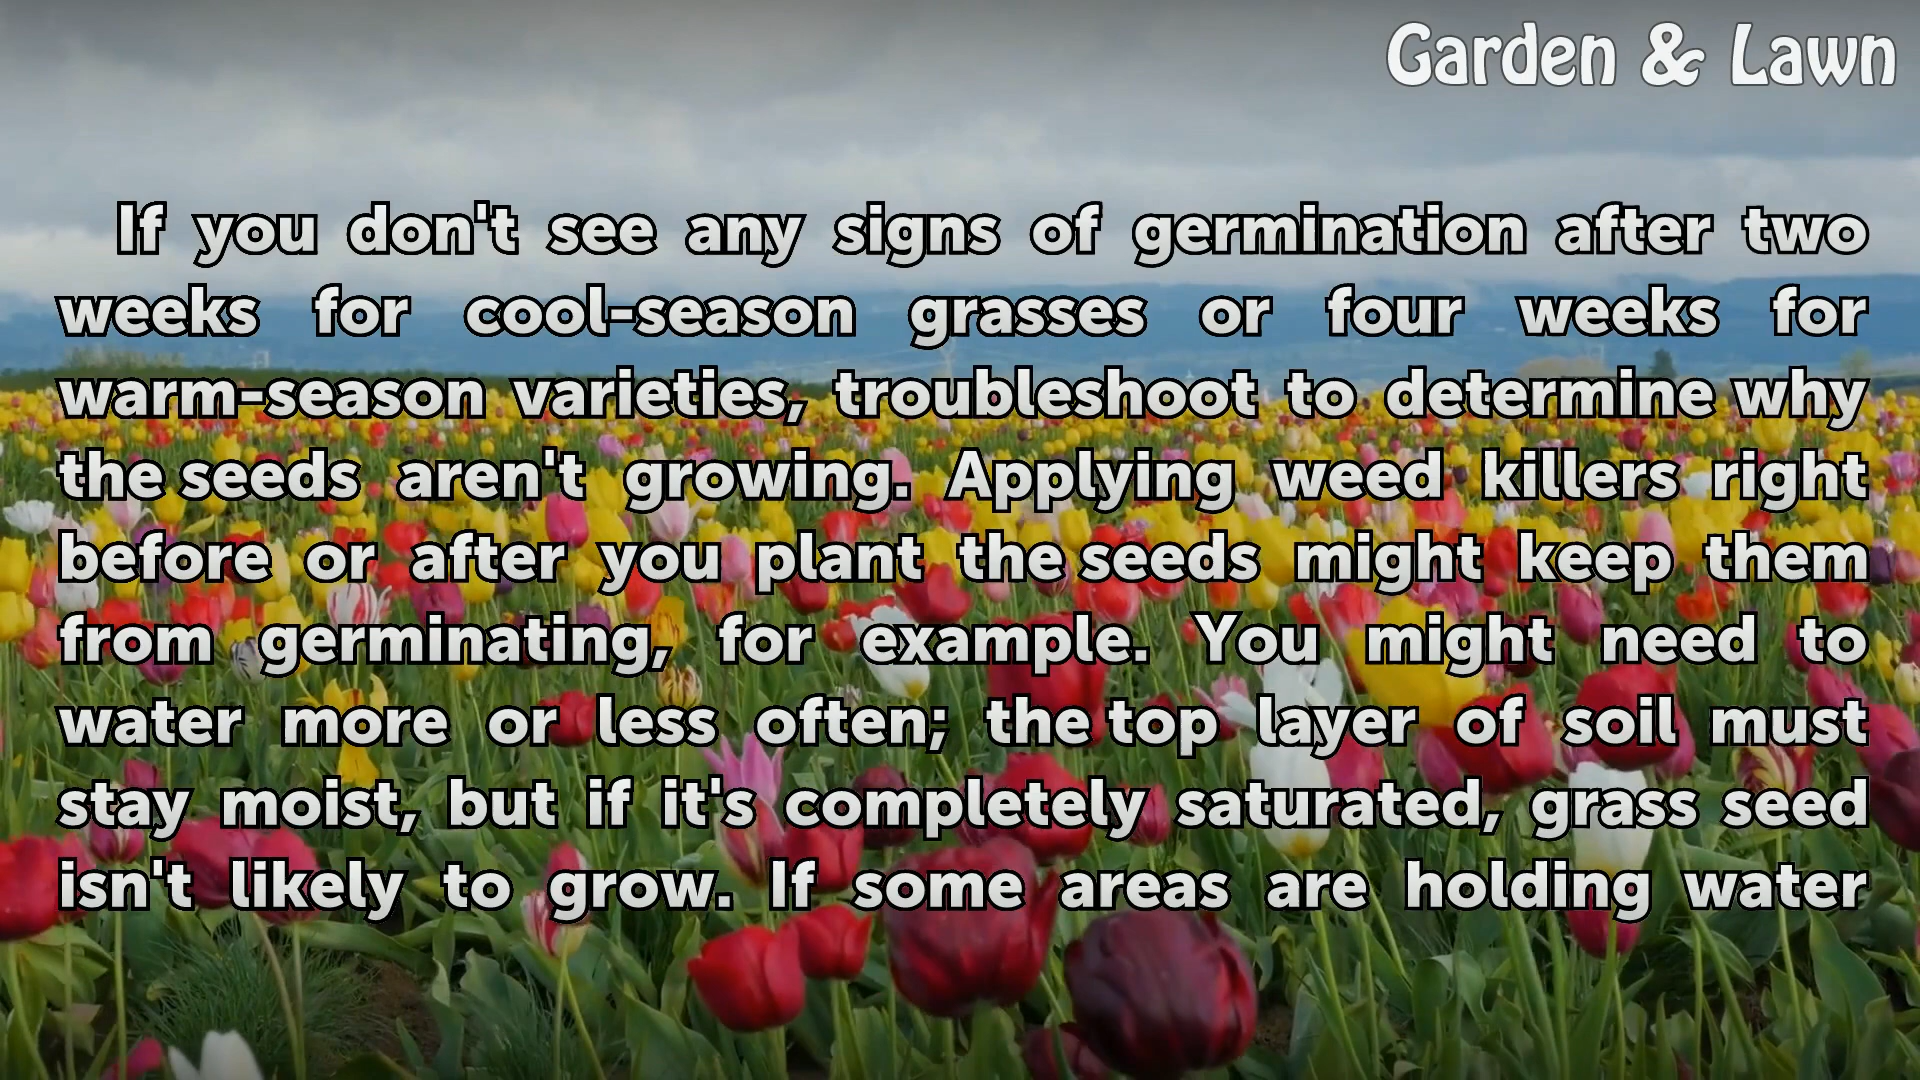 Garden & Lawn
If you don't see any signs of germination after two
weeks for cool-season grasses or four weeks for
warm-season varieties, troubleshoot to determine why
the seeds aren't growing. Applying weed killers right
before or after you plant the seeds might keep them
from germinating, for example. You might need to
water more or less often; the top layer of soil must
stay moist, but if it's completely saturated, grass seed
isn't likely to grow. If some areas are holding water